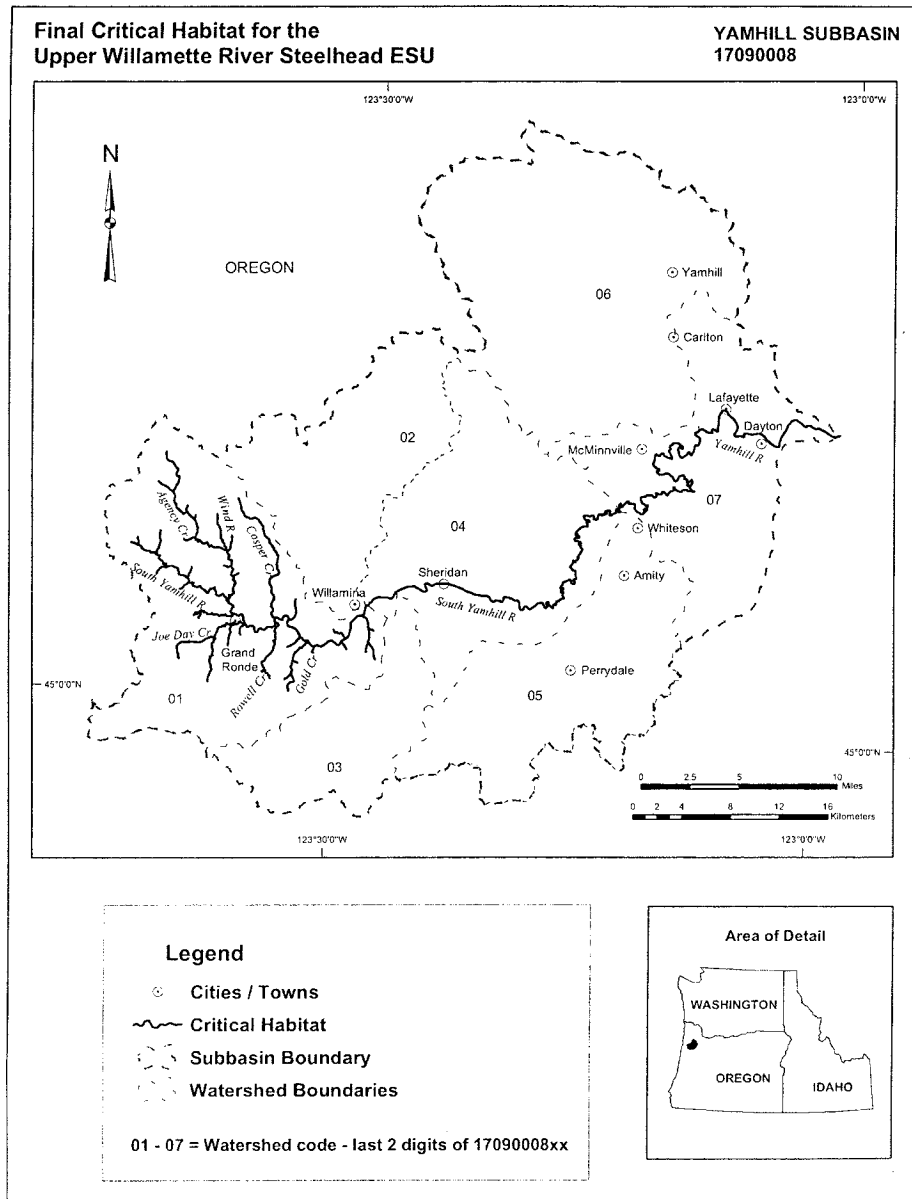 Final Critical Habitat for the
Upper Willamette River Steelhead ESU
YAMHILL SUBBASIN
17090008
123°30'0"W
123°0'0"W
N
OREGON
06
Yamhill
Carlton
02
Lafayette
Dayton
McMinnville
Yamhill R
07
Agency Cr
Wind R
Cosper Cr
04
Whiteson
Sheridan
Amity
Willamina
South Yamhill R
South Yamhill R
Joe Day Cr
Grand
Ronde
Rowell Cr
Gold Cr
Perrydale
45°0'0"N
01
05
03
45°0'0"N
0 2.5 5 10
Miles
0 2 4 8 12 16
Kilometers
123°30'0"W
123°0'0"W
Legend
Cities / Towns
Critical Habitat
Subbasin Boundary
Watershed Boundaries
01 - 07 = Watershed code - last 2 digits of 17090008xx
Area of Detail
WASHINGTON
OREGON
IDAHO